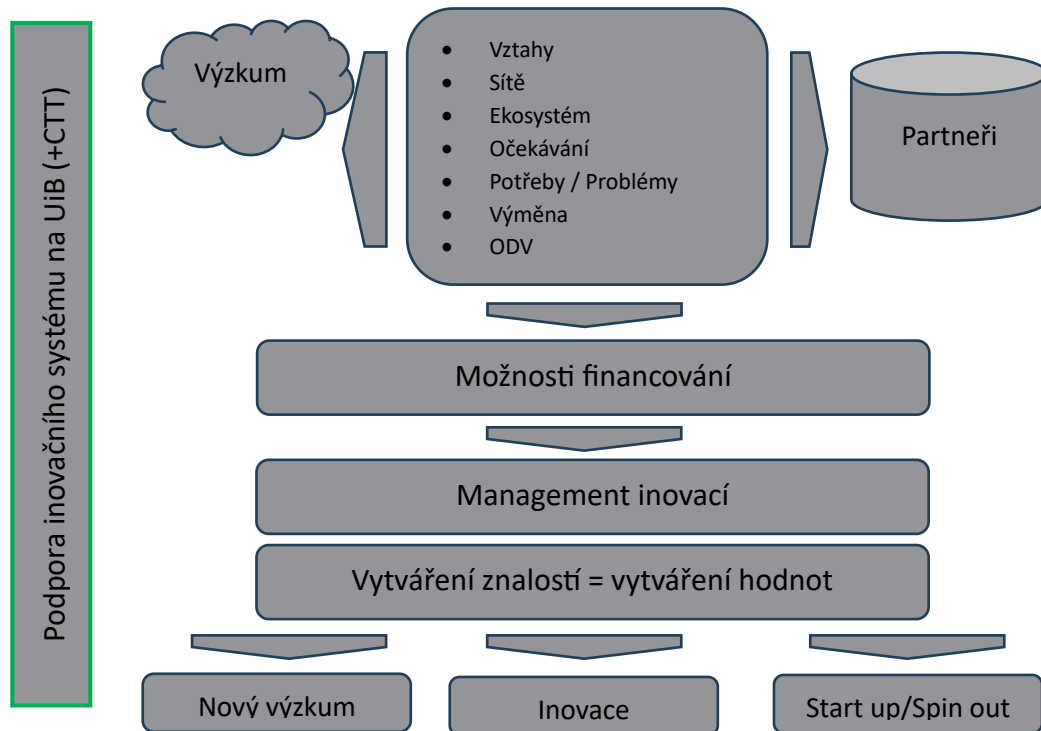 Podpora inovačního systému na UiB (+CTT)
Výzkum
• Vztahy
• Sítě
• Ekosystém
• Očekávání
• Potřeby / Problémy
• Výměna
• ODV
Partneři
Možnosti financování
Management inovací
Vytváření znalostí = vytváření hodnot
Nový výzkum
Inovace
Start up/Spin out